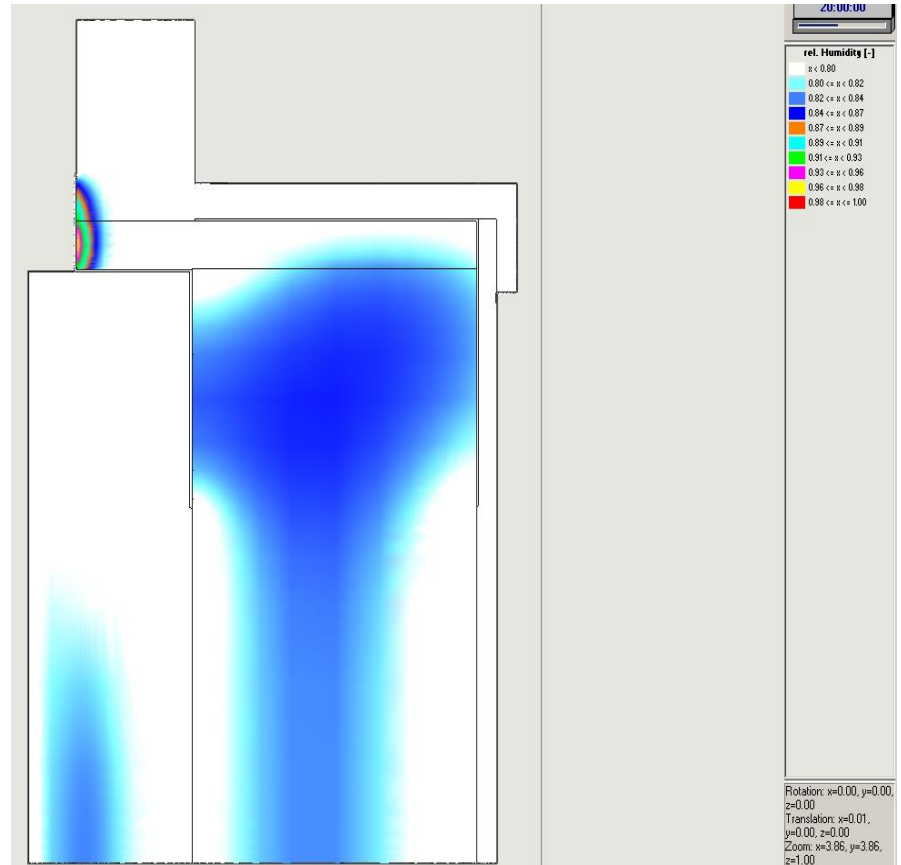 20:00:00
rel. Humidity [-]
x < 0.80
0.80 <= x < 0.82
0.82 <= x < 0.84
0.84 <= x < 0.87
0.87 <= x < 0.89
0.89 <= x < 0.91
0.91 <= x < 0.93
0.93 <= x < 0.96
0.96 <= x < 0.98
0.98 <= x <= 1.00
Rotation: x=0.00, y=0.00,
z=0.00
Translation: x=0.01,
y=0.00, z=0.00
Zoom: x=3.86, y=3.86,
z=1.00